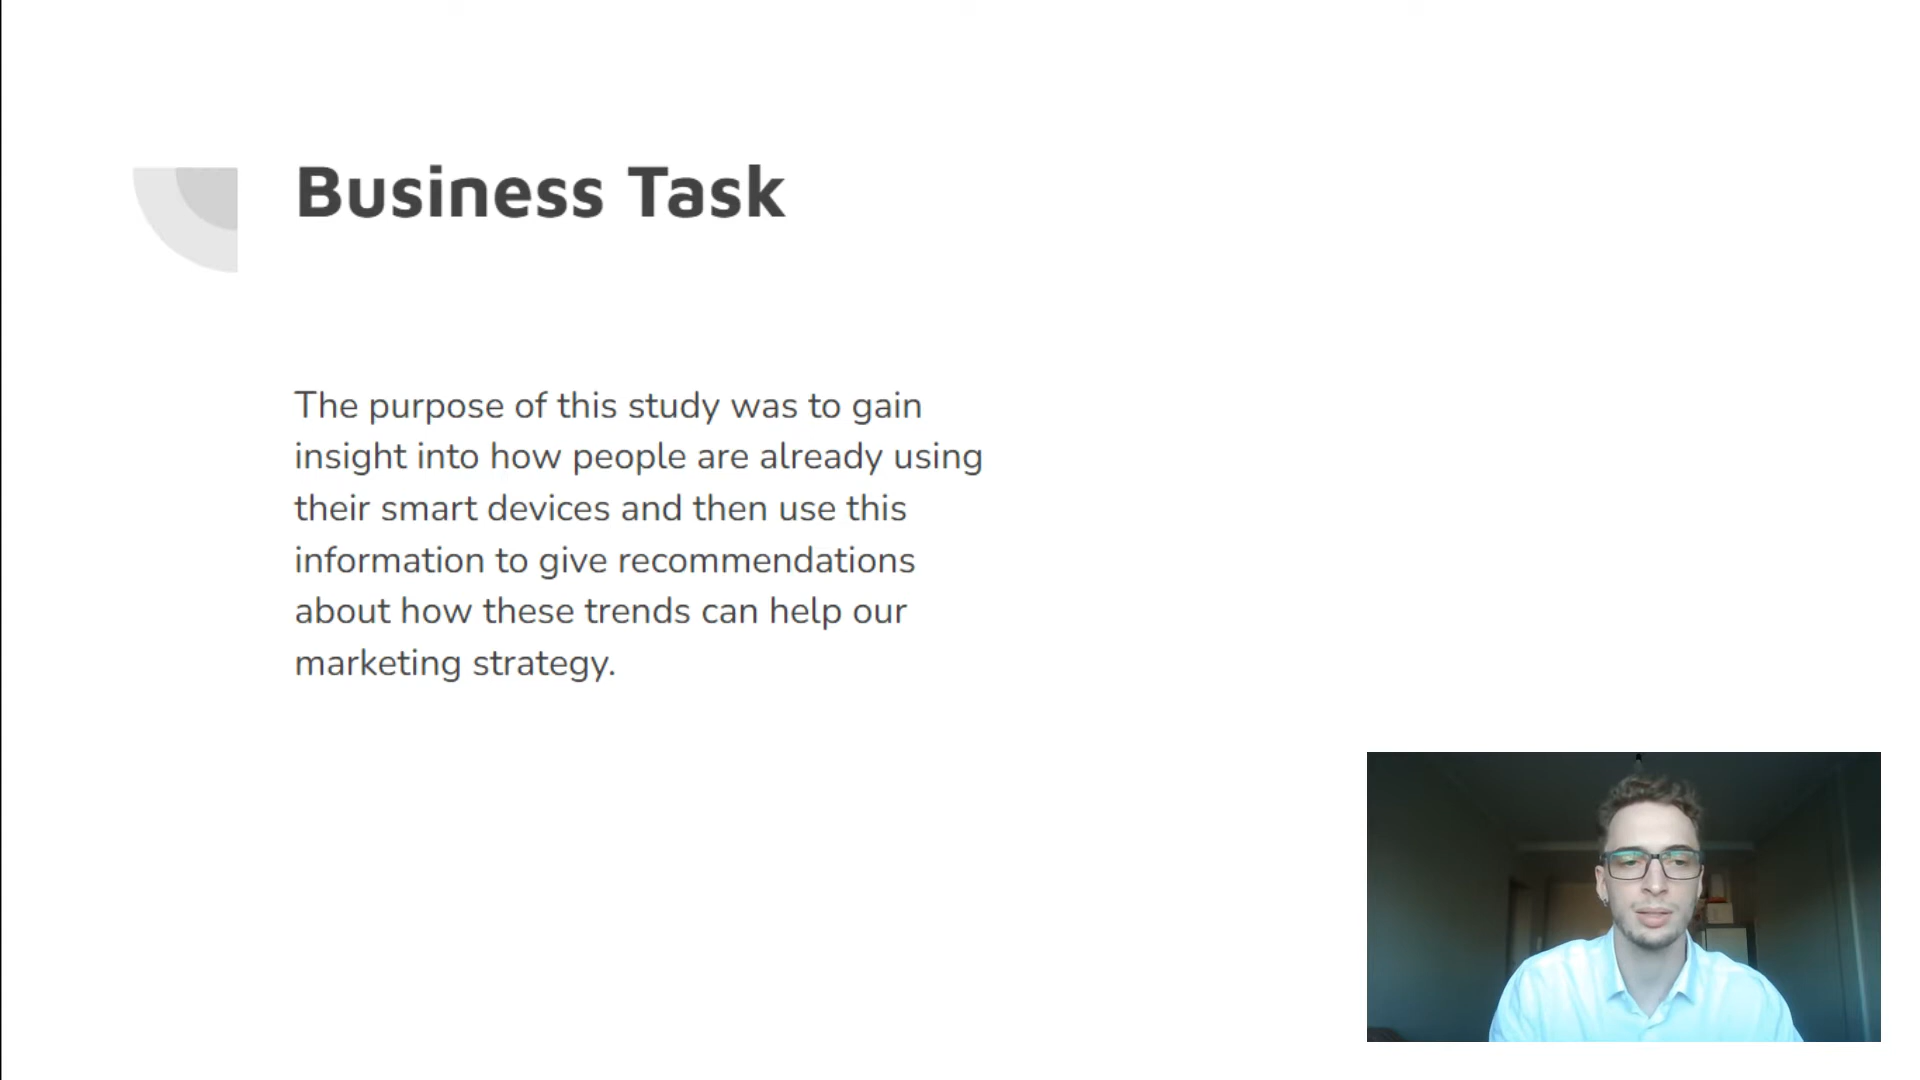 Business Task
The purpose of this study was to gain
insight into how people are already using
their smart devices and then use this
information to give recommendations
about how these trends can help our
marketing strategy.